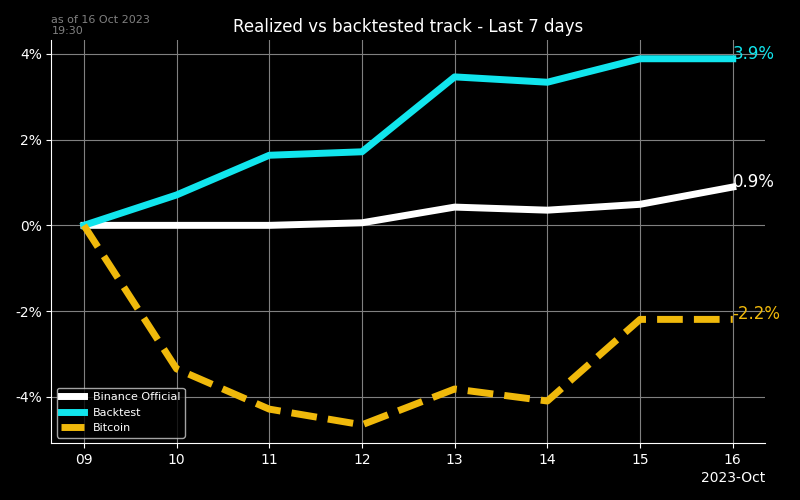 as of 16 Oct 2023
19:30
Realized vs backtested track - Last 7 days
4%
2%
0%
-2%
-4%
3.9%
0.9%
-2.2%
Binance Official
Backtest
Bitcoin
09 10 11 12 13 14 15 16
2023-Oct